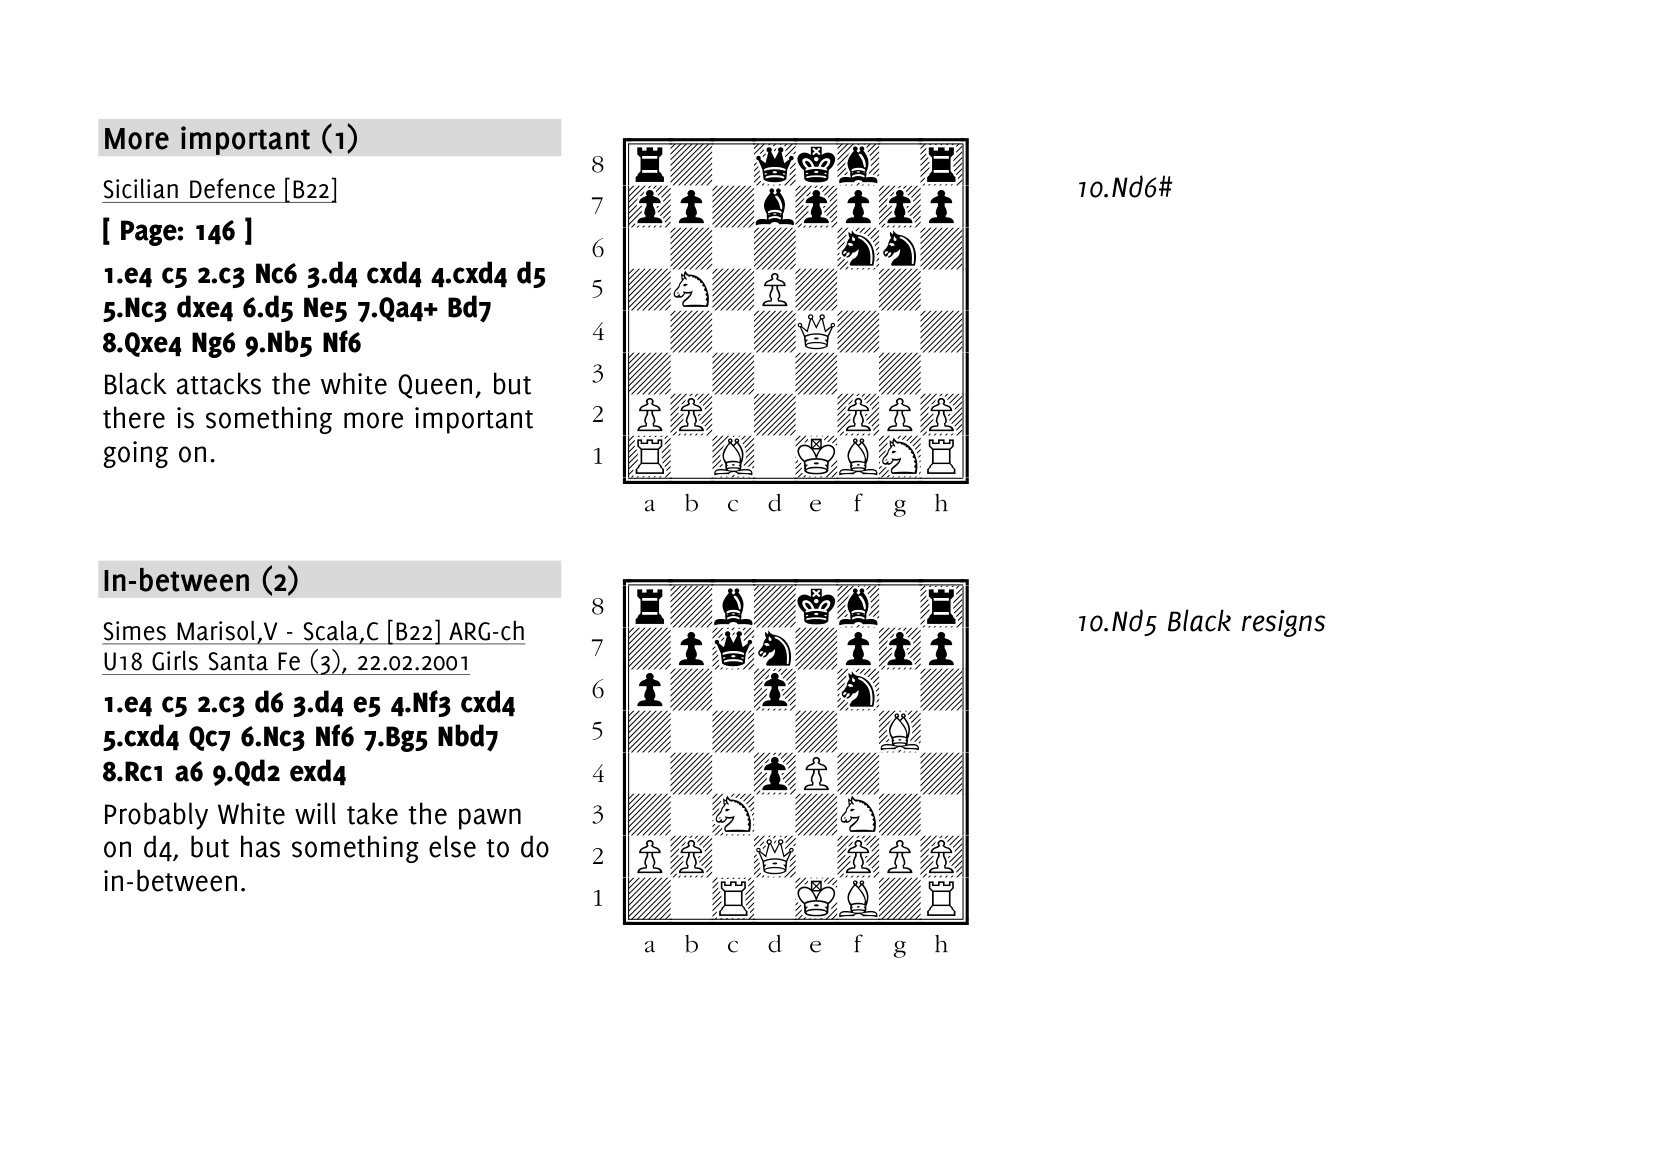 More important (1)
Sicilian Defence [B22]
[ Page: 146 ]
1.e4 c5 2.c3 Nc6 3.d4 cxd4 4.cxd4 d5
5.Nc3 dxe4 6.d5 Ne5 7.Qa4+ Bd7
8.Qxe4 Ng6 9.Nb5 Nf6
Black attacks the white Queen, but
there is something more important
going on.
8
7
6
5
4
3
2
1
a b c d e f g h
10.Nd6#
In-between (2)
Simes Marisol,V - Scala,C [B22] ARG-ch
U18 Girls Santa Fe (3), 22.02.2001
1.e4 c5 2.c3 d6 3.d4 e5 4.Nf3 cxd4
5.cxd4 Qc7 6.Nc3 Nf6 7.Bg5 Nbd7
8.Rc1 a6 9.Qd2 exd4
Probably White will take the pawn
on d4, but has something else to do
in-between.
8
7
6
5
4
3
2
1
a b c d e f g h
10.Nd5 Black resigns